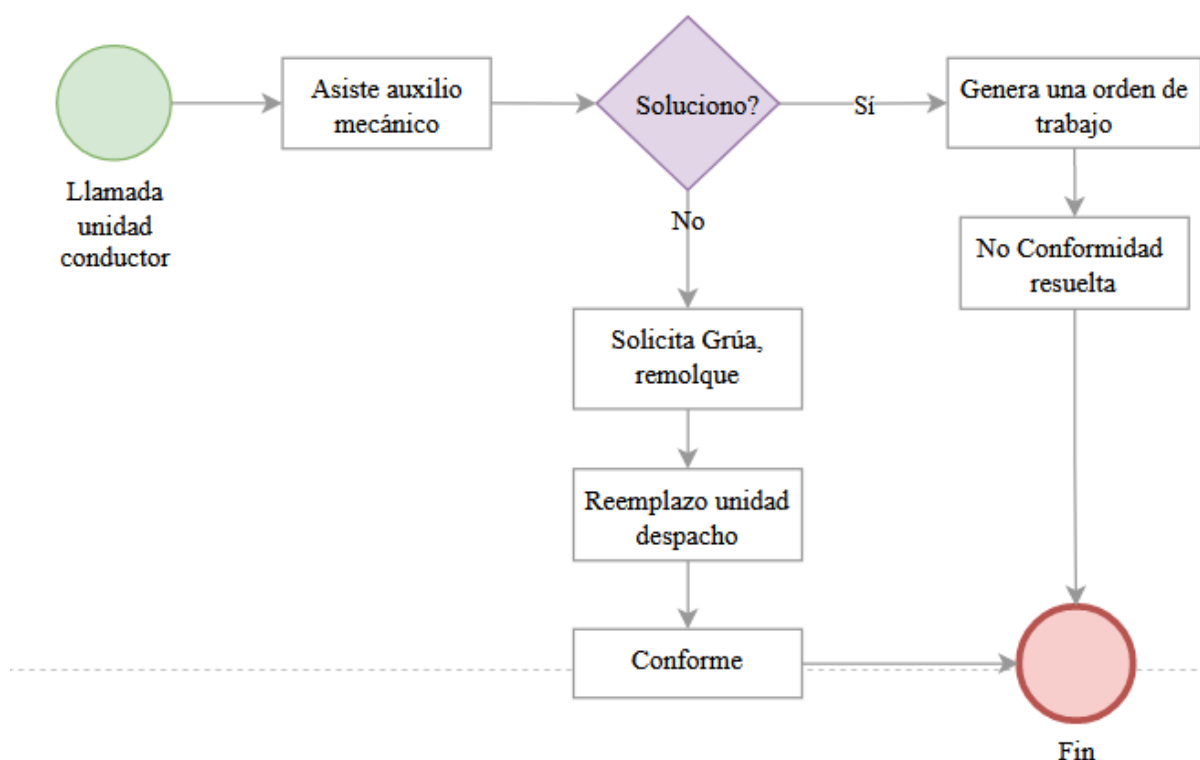 Llamada
unidad
conductor
Asiste auxilio
mecánico
Soluciono?
Sí
Genera una orden de
trabajo
No Conformidad
resuelta
No
Solicita Grúa,
remolque
Reemplazo unidad
despacho
Conforme
Fin